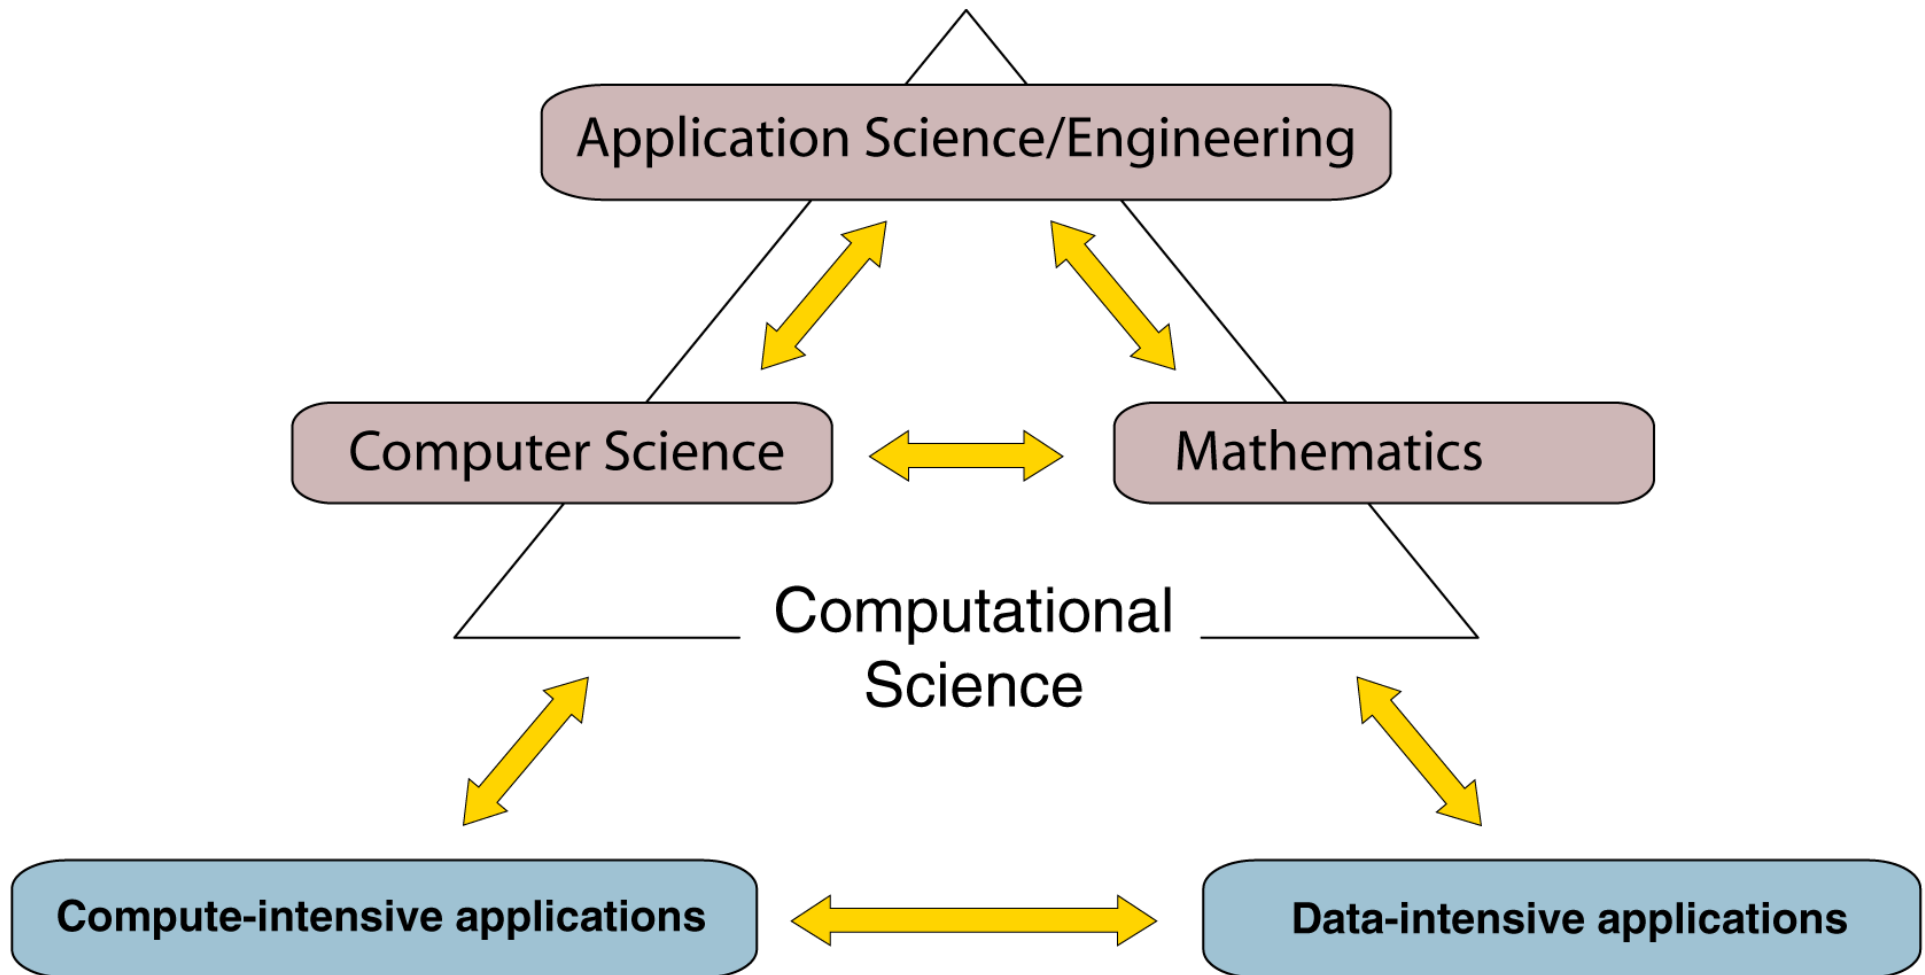 Application Science/Engineering
Computer Science
Mathematics
Computational
Science
Compute-intensive applications
Data-intensive applications